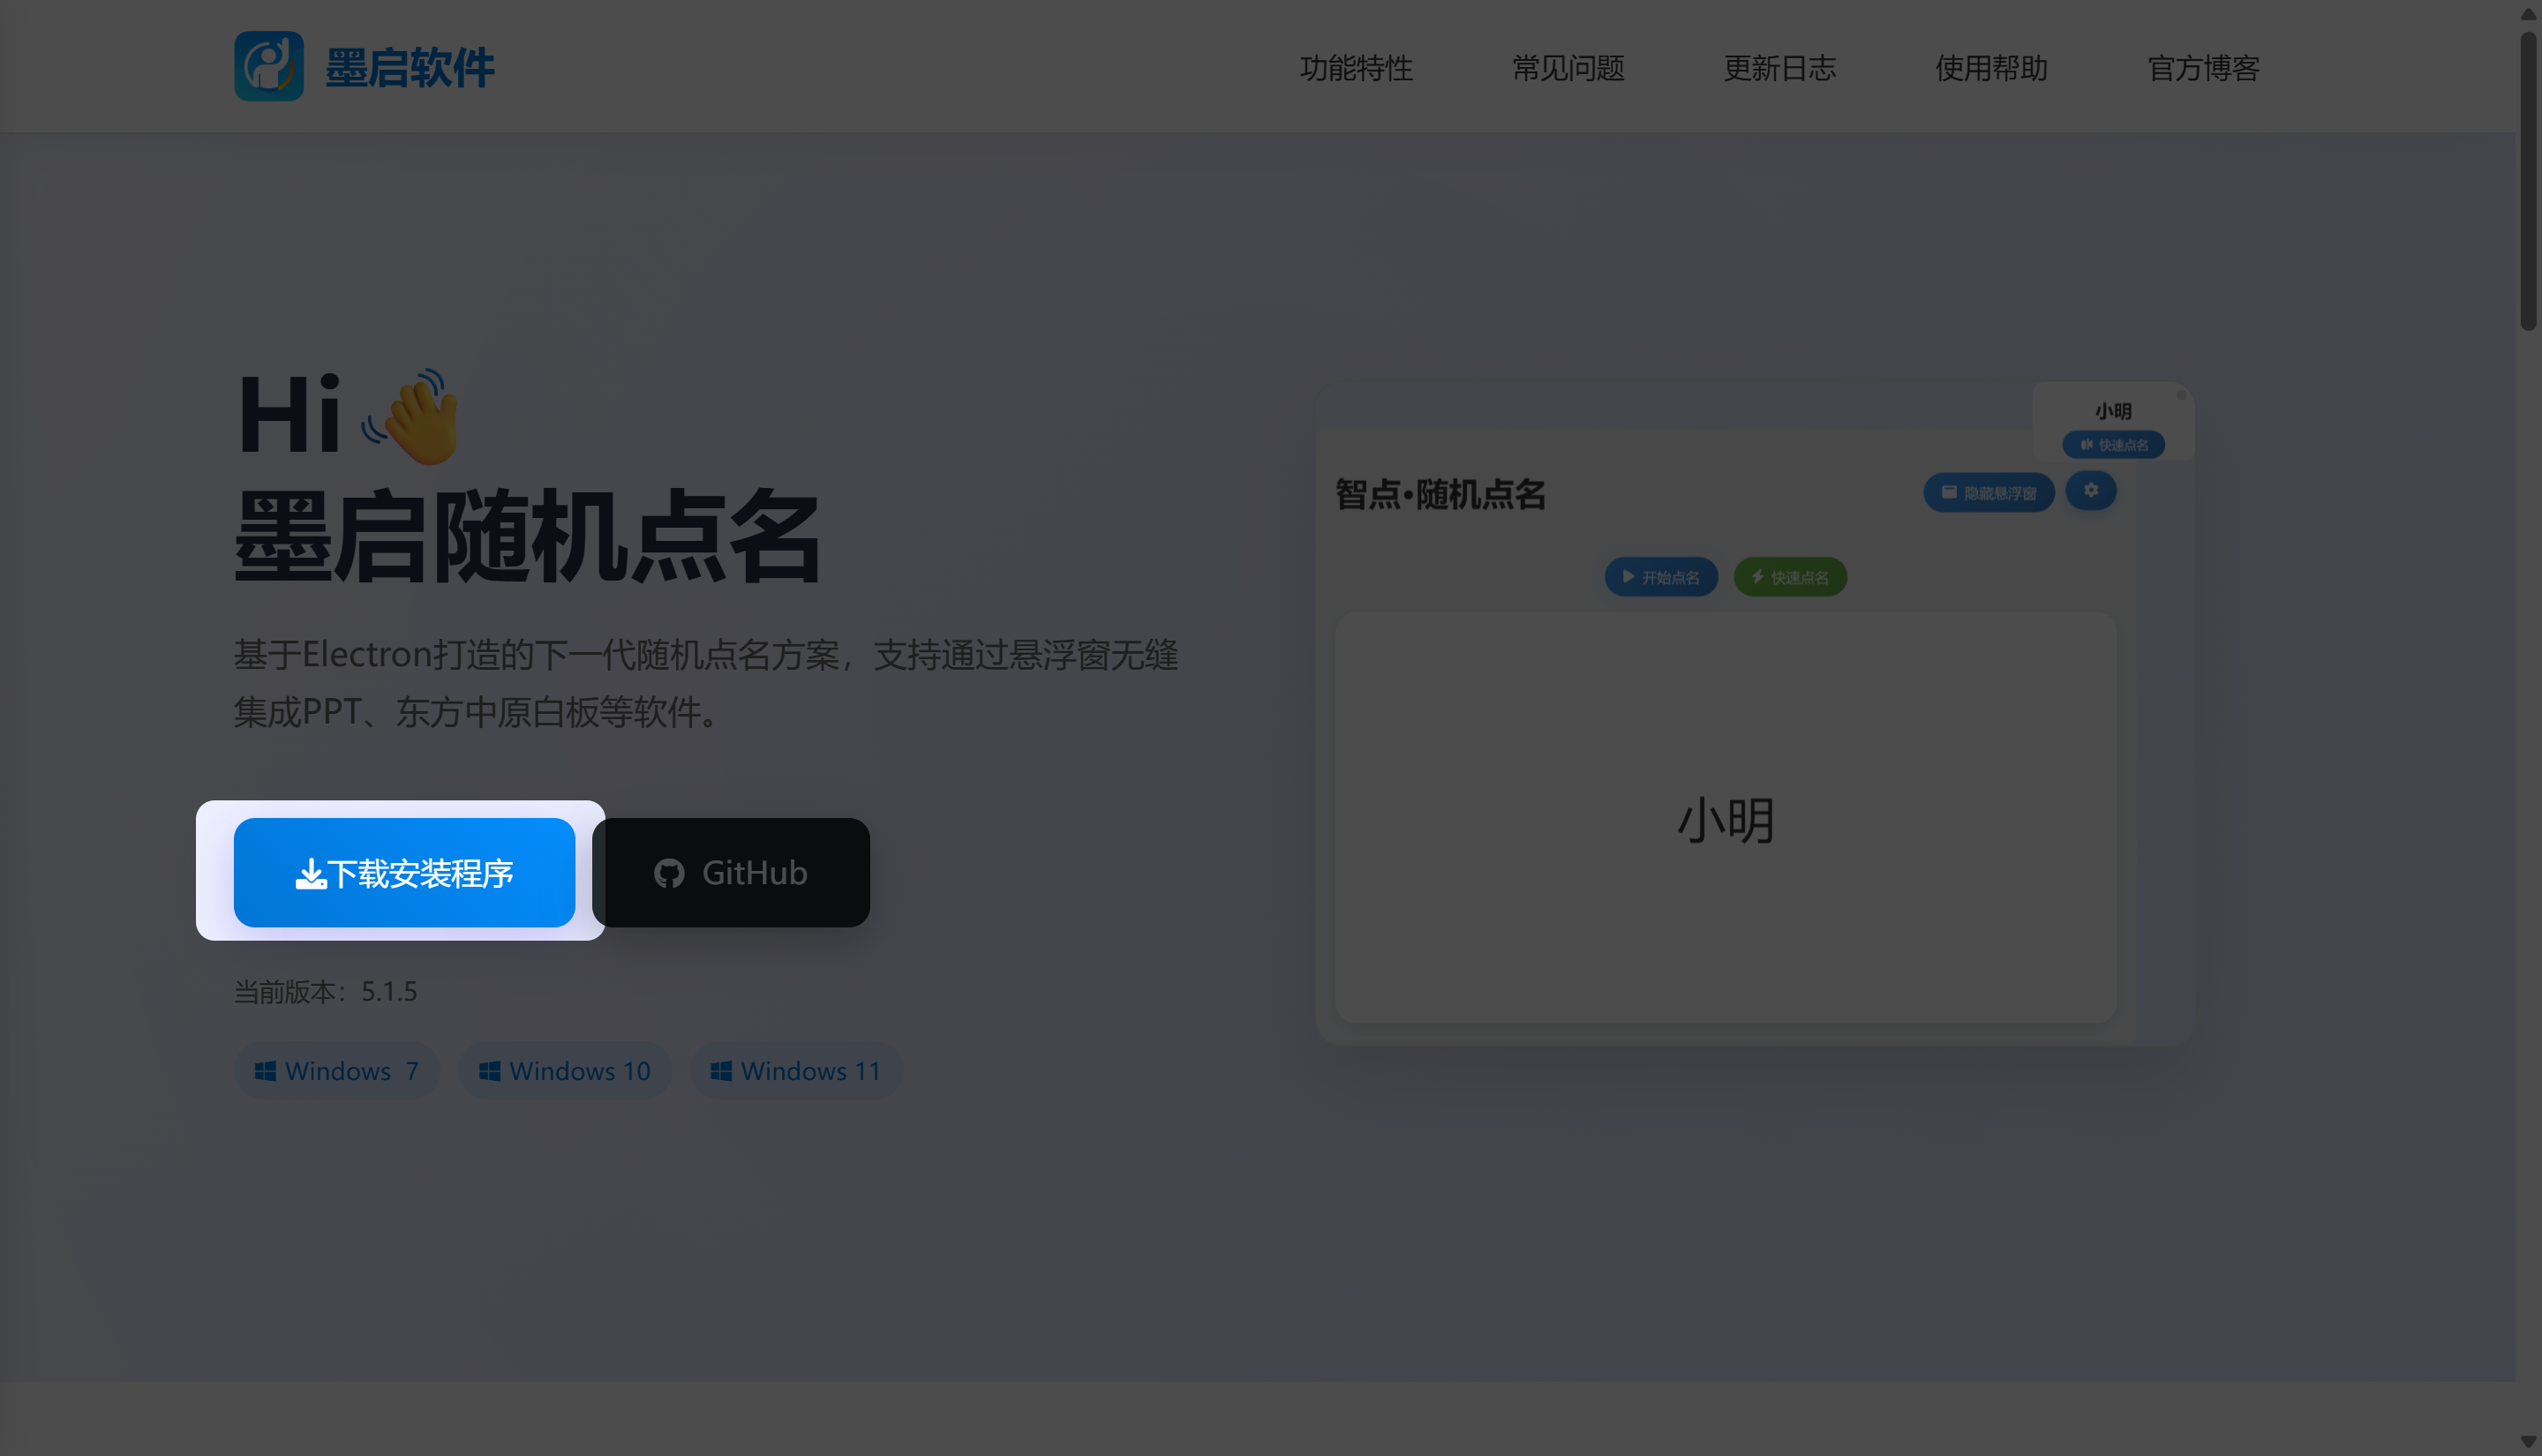 墨启软件
功能特性
常见问题
更新日志
使用帮助
官方博客
Hi 👋
墨启随机点名
基于Electron打造的下一代随机点名方案，支持通过悬浮窗无缝
集成PPT、东方中原白板等软件。
下载安装程序
GitHub
当前版本：5.1.5
Windows 7
Windows 10
Windows 11
小明
快速点名
智点•随机点名
隐藏悬浮窗
开始点名
快速点名
小明